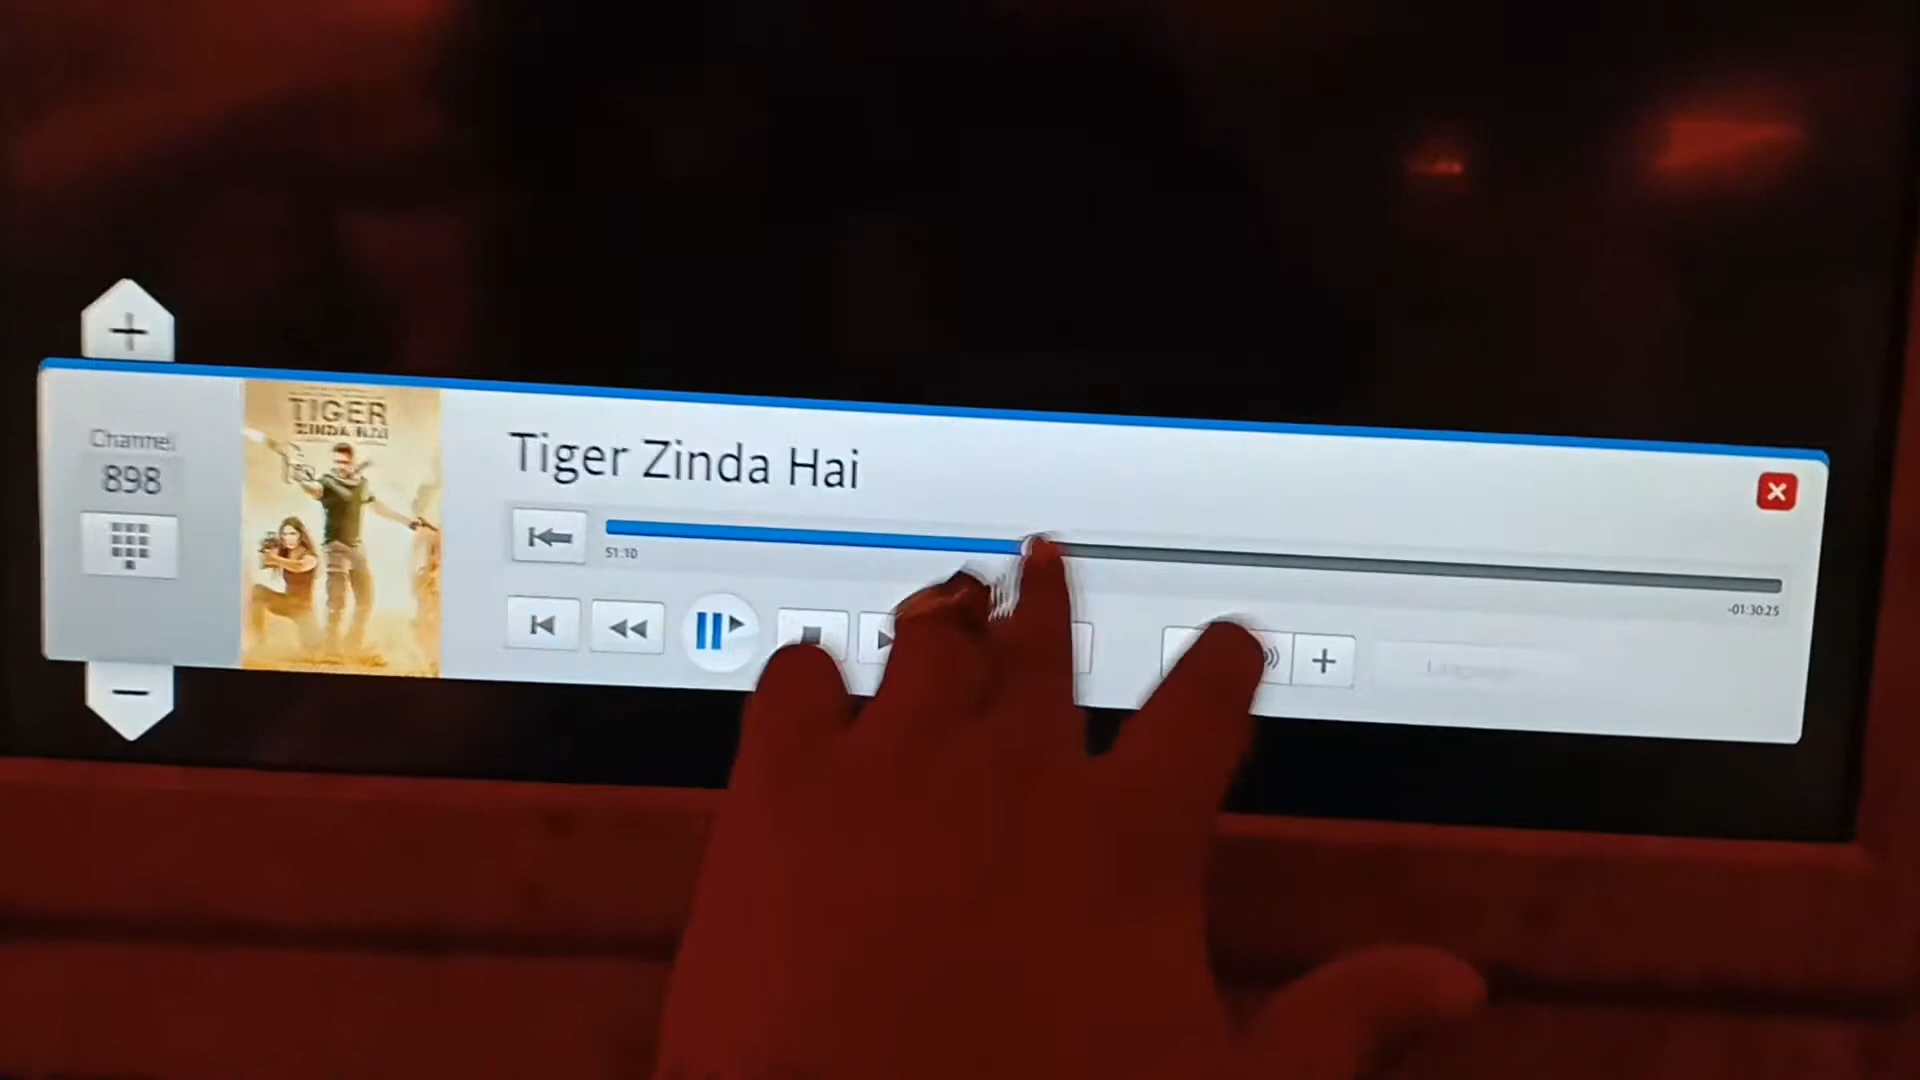 Channel
898
TIGER
ZINDA HAI
Tiger Zinda Hai
51:10
-01:30:25